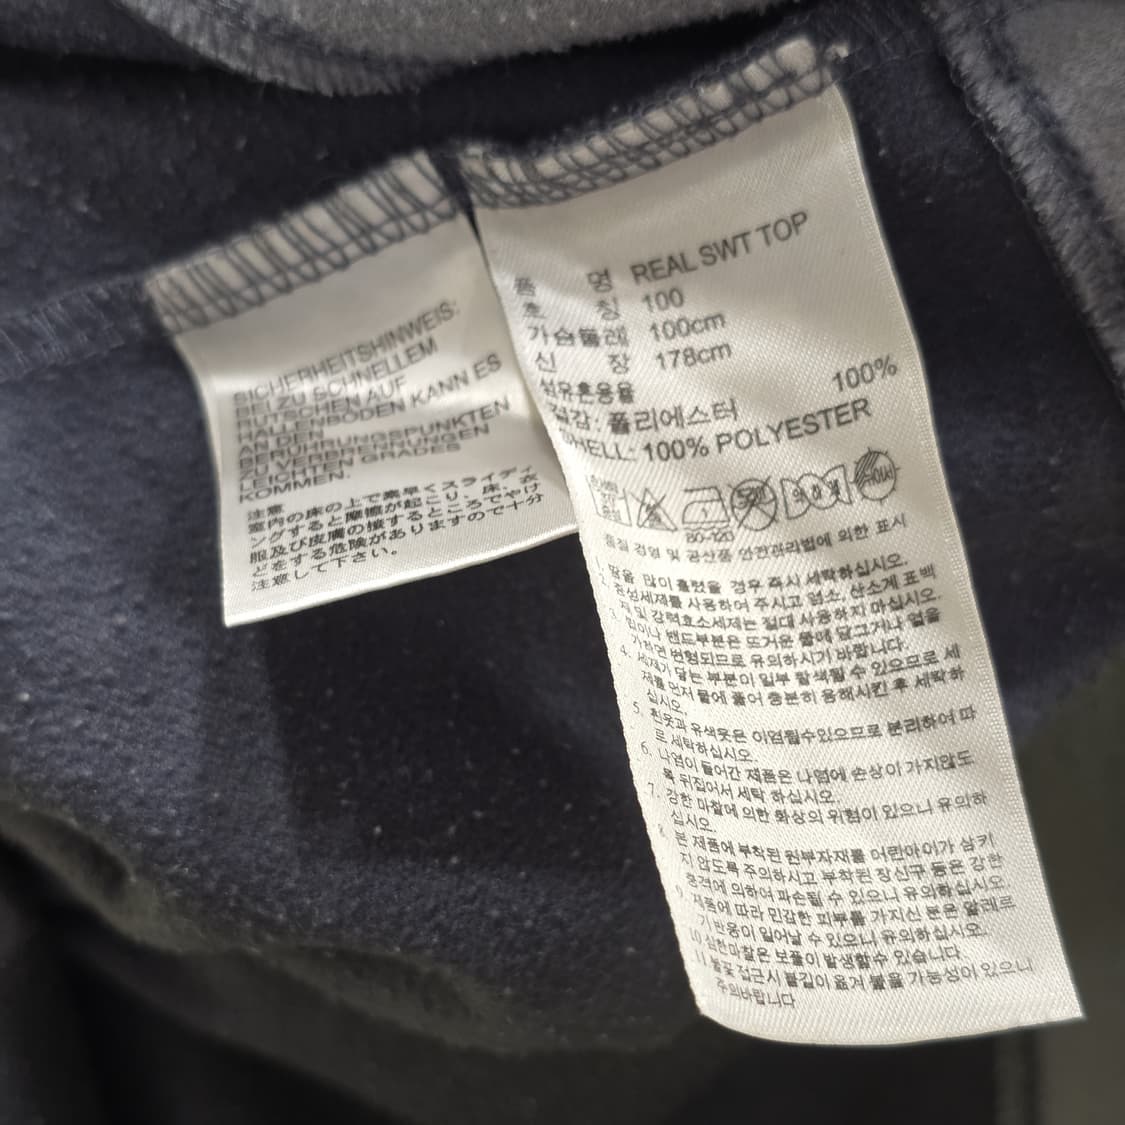 SICHERHEITSHINWEIS:
BEI ZU SCHNELLEM
RUTSCHEN AUF
HALLENBODEN KANN ES
AN DEN
BERÜHRUNGSPUNKTEN
ZU VERBRENNUNGEN
LEICHTEN GRADES
KOMMEN.
注意
室内の床の上で素早くスライディ
ングすると摩擦が起こり、床、衣
服及び皮膚の接するところでやけ
どをする危険がありますので十分
注意して下さい。
품 명 REAL SWT TOP
호 칭 100
가슴둘레 100cm
신 장 178cm
섬유혼용율
겉감: 폴리에스터 100%
SHELL: 100% POLYESTER
80-120
품질 경영 및 공산품 안전관리법에 의한 표시
1. 땀을 많이 흘렸을 경우 즉시 세탁하십시오.
2. 중성세제를 사용하여 주시고 염소, 산소계 표백
제 및 강력효소세제는 절대 사용하지 마십시오.
3. 밴드부분은 뜨거운 물에 담그거나 열을
가하면 변형되므로 유의하시기 바랍니다.
4. 세제가 닿는 부분이 일부 탈색될 수 있으므로 세
제를 먼저 물에 풀어 충분히 용해시킨 후 세탁하
십시오.
5. 흰옷과 유색옷은 이염될수있으므로 분리하여 따
로 세탁하십시오.
6. 나염이 들어간 제품은 나염에 손상이 가지않도
록 뒤집어서 세탁 하십시오.
7. 강한 마찰에 의한 화상의 위험이 있으니 유의하
십시오.
8. 본 제품에 부착된 원부자재를 어린아이가 삼키
지 않도록 주의하시고 부착된 장신구 등은 강한
충격에 의하여 파손될 수 있으니 유의하십시오.
9. 제품에 따라 민감한 피부를 가지신 분은 알레르
기 반응이 일어날 수 있으니 유의하십시오.
10. 심한마찰은 보풀이 발생할수 있습니다.
11. 불꽃 접근시 불길이 옮겨 붙을 가능성이 있으니
주의바랍니다